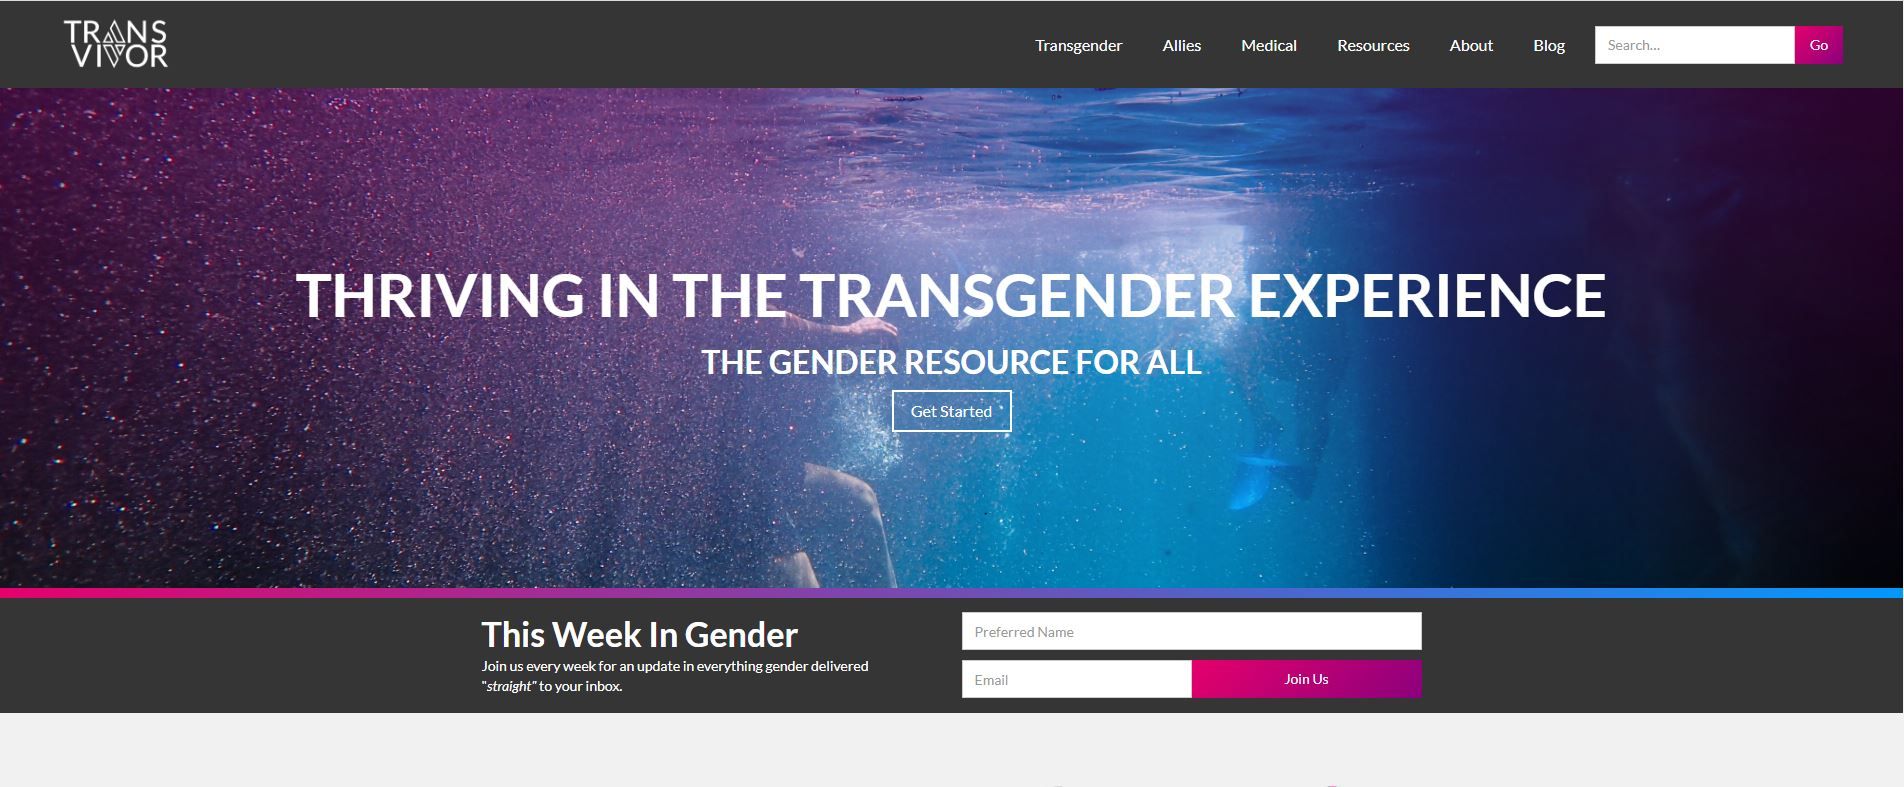 TRANS
VIVOR
Transgender Allies Medical Resources About Blog Search... Go
THRIVING IN THE TRANSGENDER EXPERIENCE
THE GENDER RESOURCE FOR ALL
Get Started
This Week In Gender
Join us every week for an update in everything gender delivered
"straight" to your inbox.
Preferred Name
Email Join Us